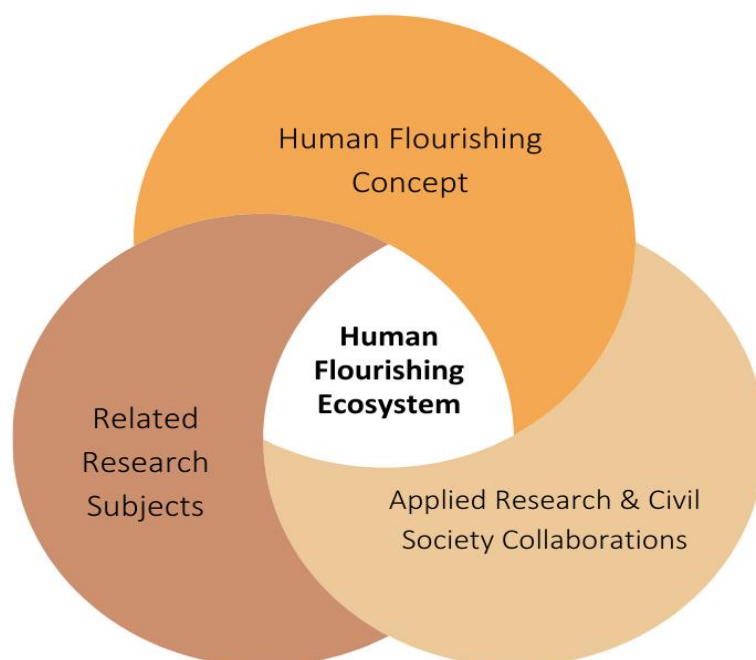 Human Flourishing
Concept
Human
Flourishing
Ecosystem
Related
Research
Subjects
Applied Research & Civil
Society Collaborations